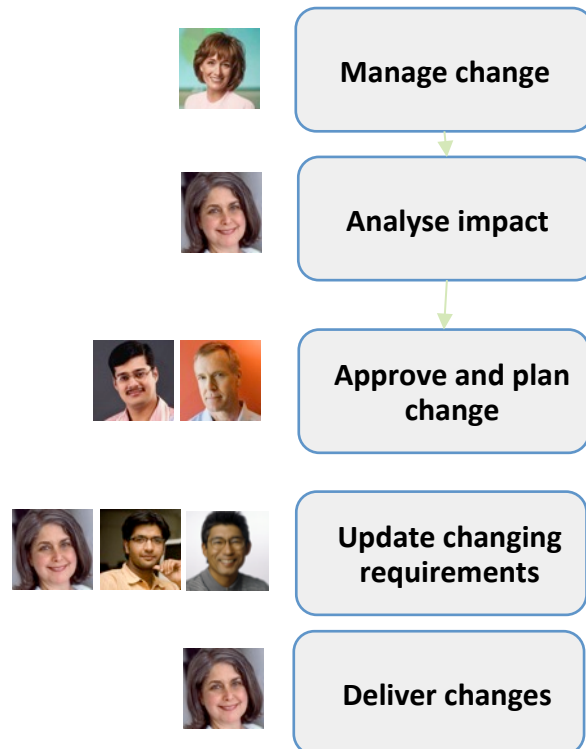 Manage change
Analyse impact
Approve and plan
change
Update changing
requirements
Deliver changes